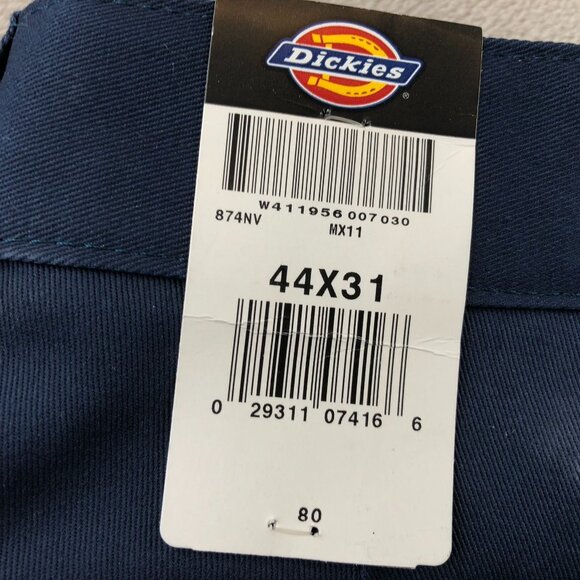 Dickies
®
W411956 007030
874NV MX11
44X31
0 29311 07416 6
80